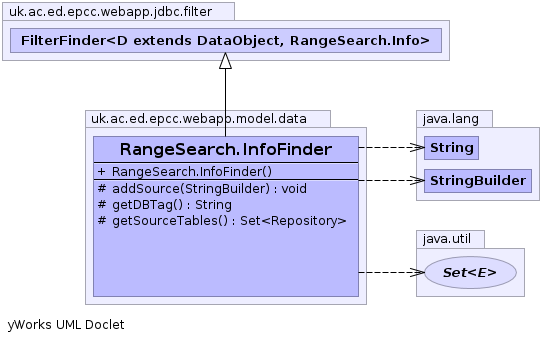 uk.ac.ed.epcc.webapp.jdbc.filter
FilterFinder<D extends DataObject, RangeSearch.Info>
uk.ac.ed.epcc.webapp.model.data
RangeSearch.InfoFinder
+ RangeSearch.InfoFinder()
# addSource(StringBuilder) : void
# getDBTag() : String
# getSourceTables() : Set<Repository>
java.lang
String
StringBuilder
java.util
Set<E>
yWorks UML Doclet